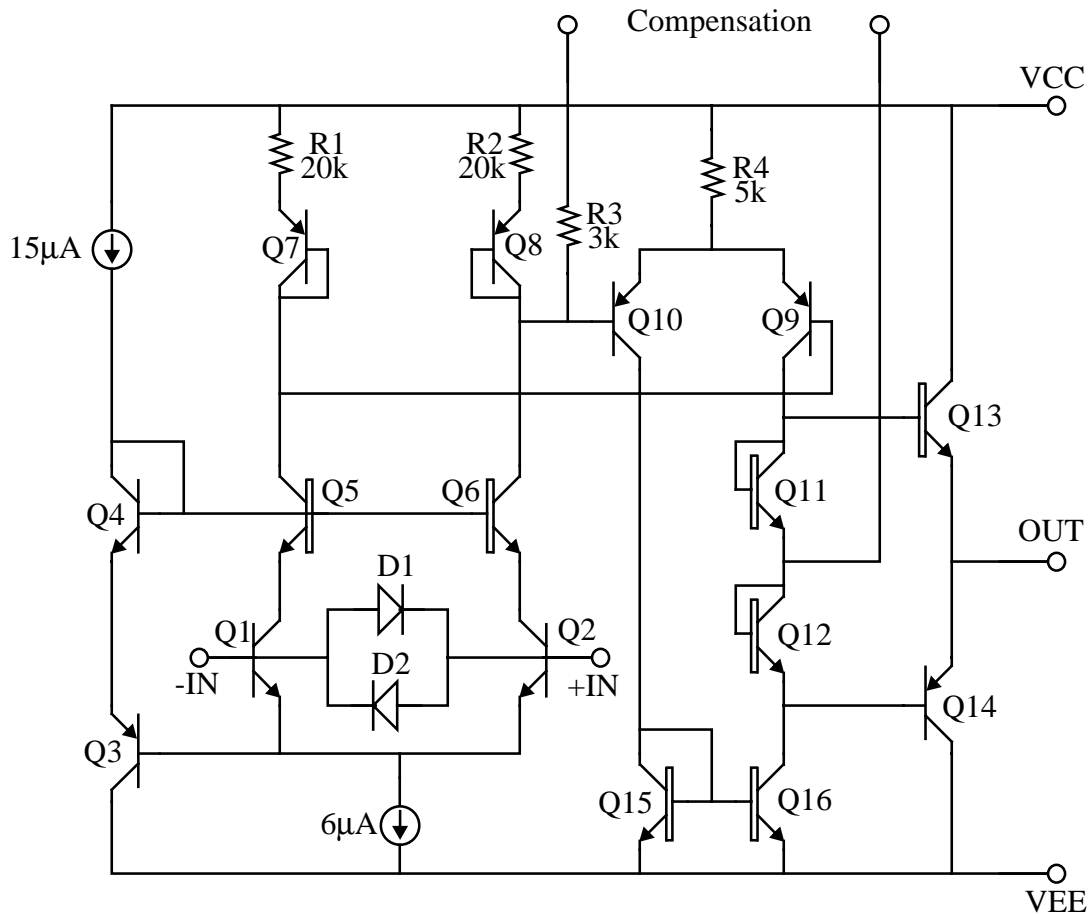 Compensation
VCC
R1
20k
R2
20k
R3
3k
R4
5k
15µA
Q7
Q8
Q10
Q9
Q13
Q4
Q5
Q6
Q11
OUT
D1
Q1
Q2
D2
-IN
+IN
Q12
Q3
Q14
6µA
Q15
Q16
VEE